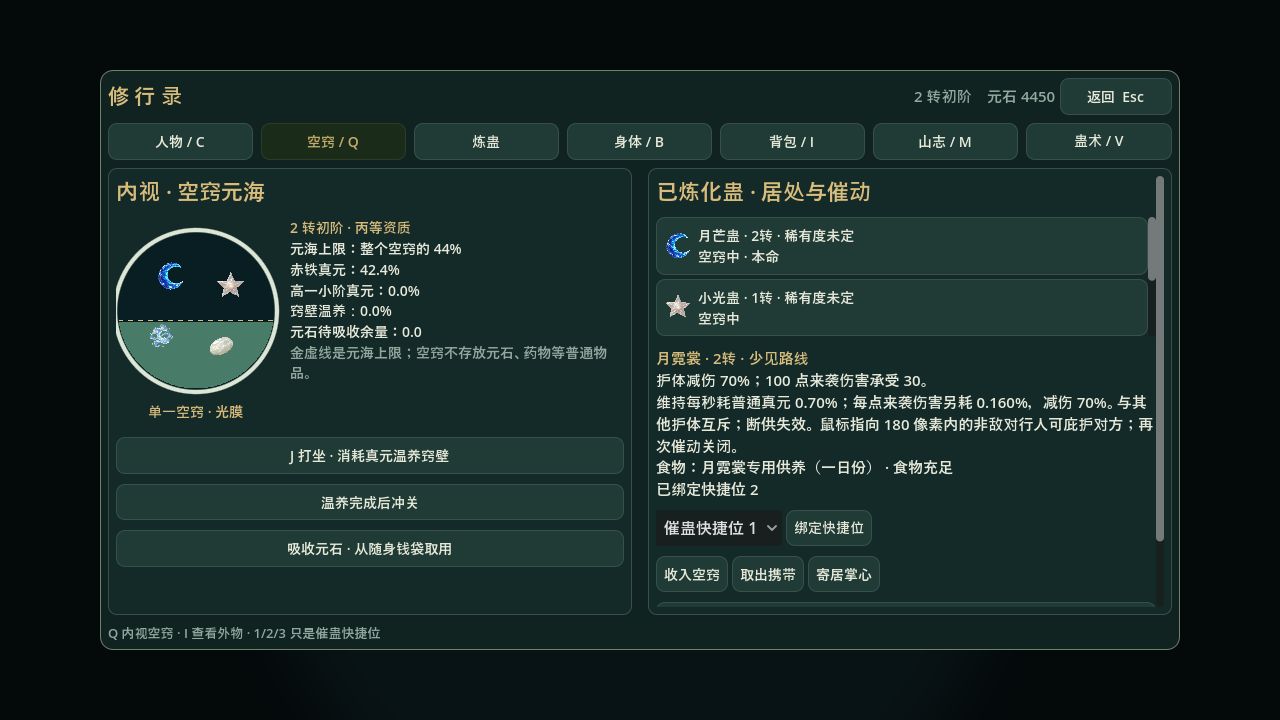 修行录
2 转初阶 元石 4450
返回 Esc
人物 / C
空窍 / Q
炼蛊
身体 / B
背包 / I
山志 / M
蛊术 / V
内视 · 空窍元海
2 转初阶 · 丙等资质
元海上限：整个空窍的 44%
赤铁真元：42.4%
高一小阶真元：0.0%
窍壁温养：0.0%
元石待吸收余量：0.0
金虚线是元海上限；空窍不存放元石、药物等普通物
品。
单一空窍 · 光膜
J 打坐 · 消耗真元温养窍壁
温养完成后冲关
吸收元石 · 从随身钱袋取用
已炼化蛊 · 居处与催动
月芒蛊 · 2转 · 稀有度未定
空窍中 · 本命
小光蛊 · 1转 · 稀有度未定
空窍中
月霓裳 · 2转 · 少见路线
护体减伤 70%；100 点来袭伤害承受 30。
维持每秒耗普通真元 0.70%；每点来袭伤害另耗 0.160%，减伤 70%。与其
他护体互斥；断供失效。鼠标指向 180 像素内的非敌对行人可庇护对方；再
次催动关闭。
食物：月霓裳专用供养（一日份） · 食物充足
已绑定快捷位 2
催蛊快捷位 1
绑定快捷位
收入空窍
取出携带
寄居掌心
Q 内视空窍 · I 查看外物 · 1/2/3 只是催蛊快捷位